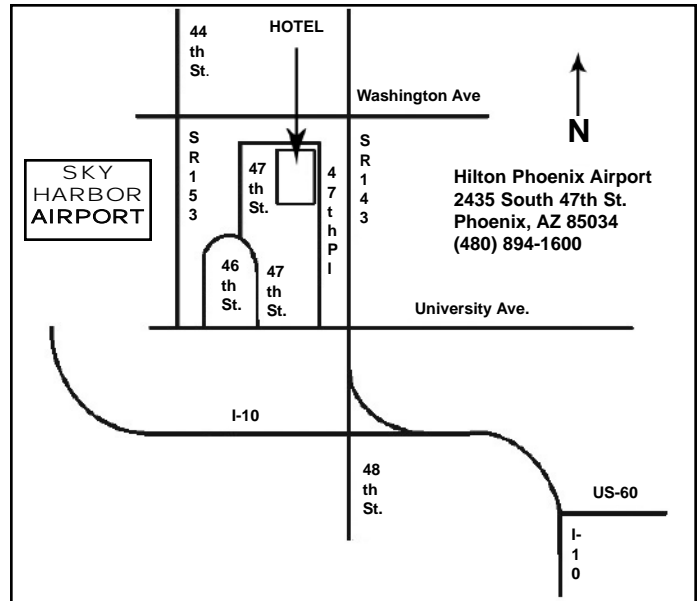 44
th
St.
HOTEL
Washington Ave
N
S
R
1
5
3
SKY
HARBOR
AIRPORT
47
th
St.
4
7
t
h
P
l
S
R
1
4
3
Hilton Phoenix Airport
2435 South 47th St.
Phoenix, AZ 85034
(480) 894-1600
46
th
St.
47
th
St.
University Ave.
I-10
48
th
St.
US-60
I-
1
0